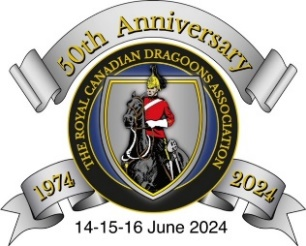 50th Anniversary
THE ROYAL CANADIAN DRAGOONS ASSOCIATION
1974
2024
14-15-16 June 2024